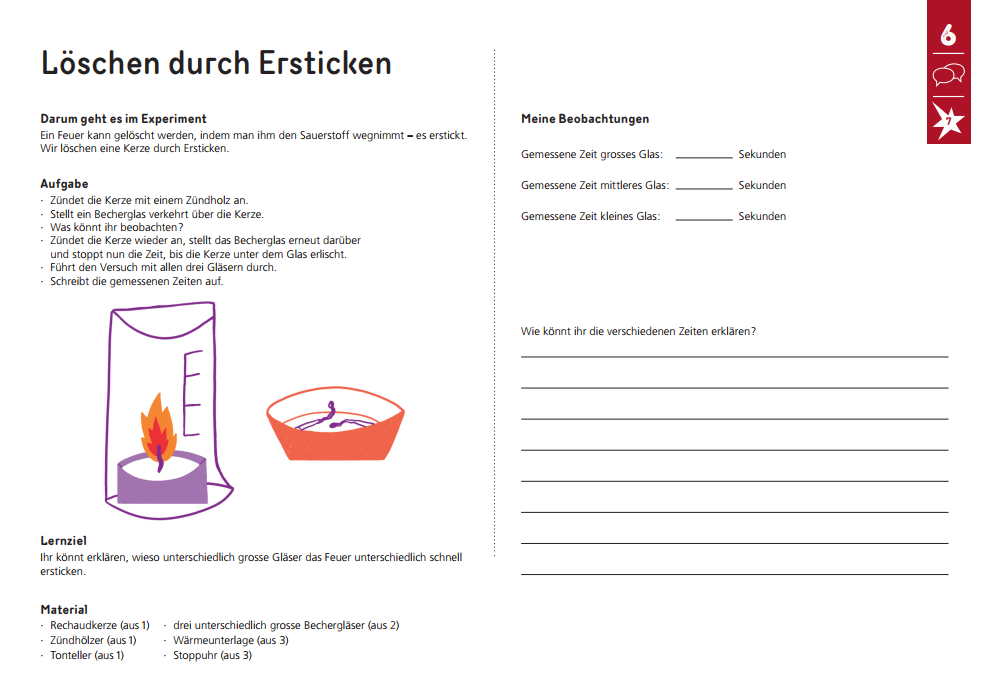 Löschen durch Ersticken
Darum geht es im Experiment
Ein Feuer kann gelöscht werden, indem man ihm den Sauerstoff wegnimmt – es erstickt.
Wir löschen eine Kerze durch Ersticken.
Aufgabe
· Zündet die Kerze mit einem Zündholz an.
· Stellt ein Becherglas verkehrt über die Kerze.
· Was könnt ihr beobachten?
· Zündet die Kerze wieder an, stellt das Becherglas erneut darüber
und stoppt nun die Zeit, bis die Kerze unter dem Glas erlischt.
· Führt den Versuch mit allen drei Gläsern durch.
· Schreibt die gemessenen Zeiten auf.
Lernziel
Ihr könnt erklären, wieso unterschiedlich grosse Gläser das Feuer unterschiedlich schnell
ersticken.
Material
· Rechaudkerze (aus 1) · drei unterschiedlich grosse Bechergläser (aus 2)
· Zündhölzer (aus 1) · Wärmeunterlage (aus 3)
· Tonteller (aus 1) · Stoppuhr (aus 3)
6
7
Meine Beobachtungen
Gemessene Zeit grosses Glas: ________ Sekunden
Gemessene Zeit mittleres Glas: ________ Sekunden
Gemessene Zeit kleines Glas: ________ Sekunden
Wie könnt ihr die verschiedenen Zeiten erklären?